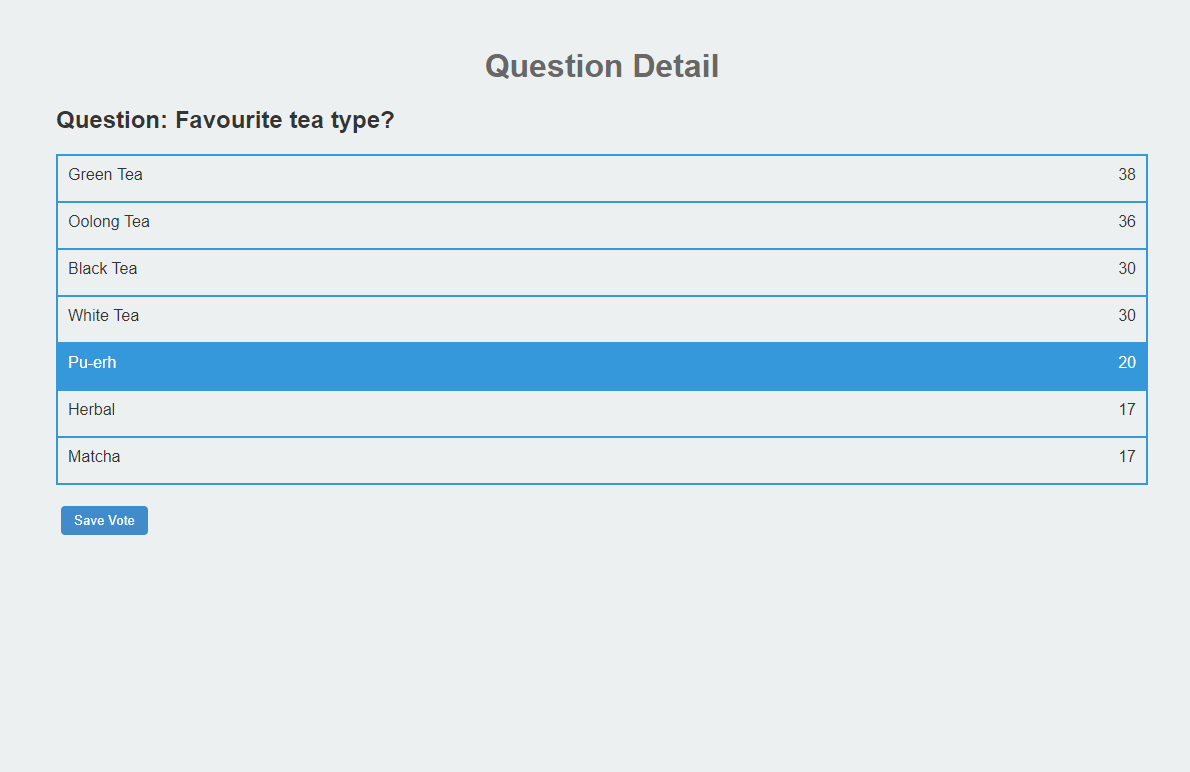 Question Detail
Question: Favourite tea type?
Green Tea 38
Oolong Tea 36
Black Tea 30
White Tea 30
Pu-erh 20
Herbal 17
Matcha 17
Save Vote